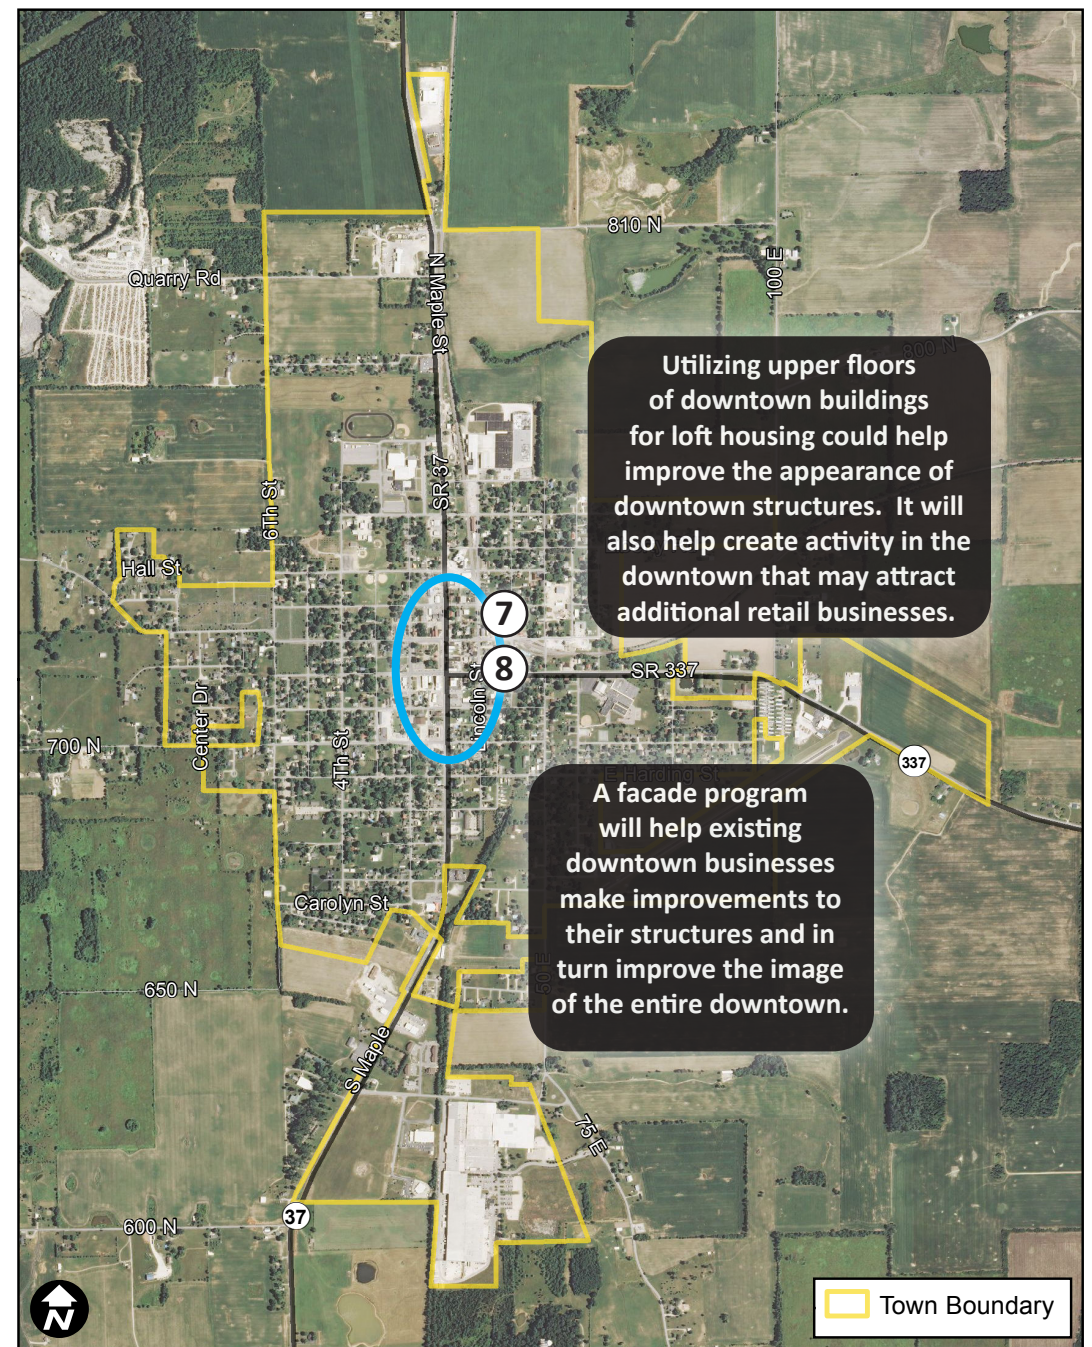 810 N
100 E
Quarry Rd
N Maple St
800 N
Utilizing upper floors
of downtown buildings
for loft housing could help
improve the appearance of
downtown structures.  It will
also help create activity in the
downtown that may attract
additional retail businesses.
SR 37
6Th St
Hall St
7
8
SR 337
Lincoln St
Center Dr
700 N
4Th St
337
E Harding St
A facade program
will help existing
downtown businesses
make improvements to
their structures and in
turn improve the image
of the entire downtown.
Carolyn St
50 E
650 N
S Maple
75 E
37
600 N
N
Town Boundary